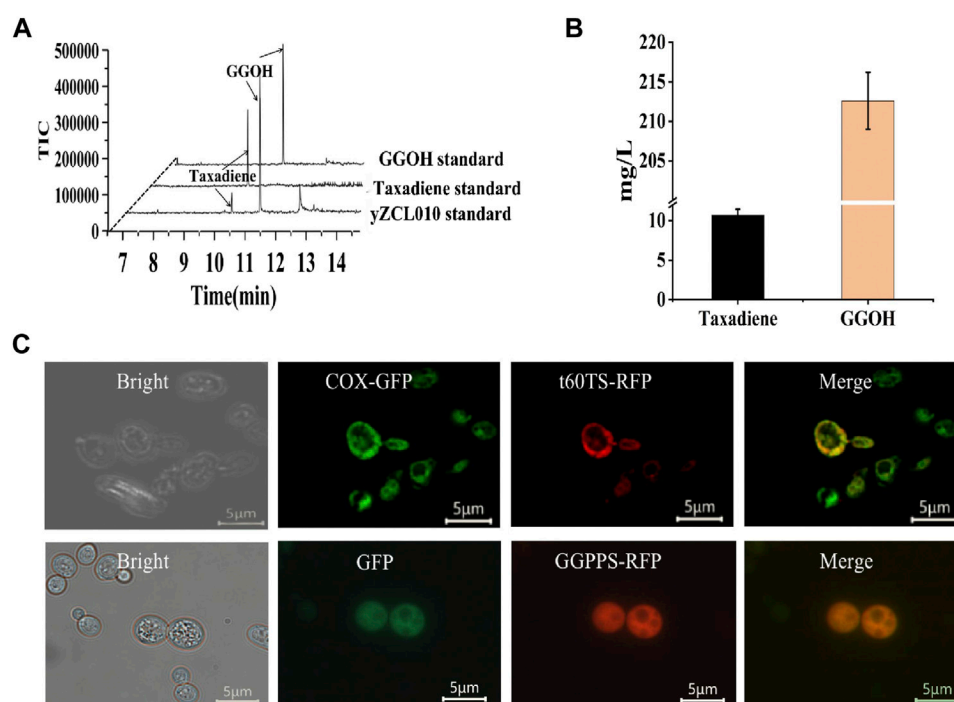 A
TIC
500000
400000
300000
200000
100000
0
GGOH
Taxadiene
GGOH standard
Taxadiene standard
yZCL010 standard
7 8 9 10 11 12 13 14
Time(min)
B
mg/L
220
215
210
205
10
5
0
Taxadiene GGOH
C
Bright COX-GFP t60TS-RFP Merge
5μm 5μm 5μm 5μm
Bright GFP GGPPS-RFP Merge
5μm 5μm 5μm 5μm